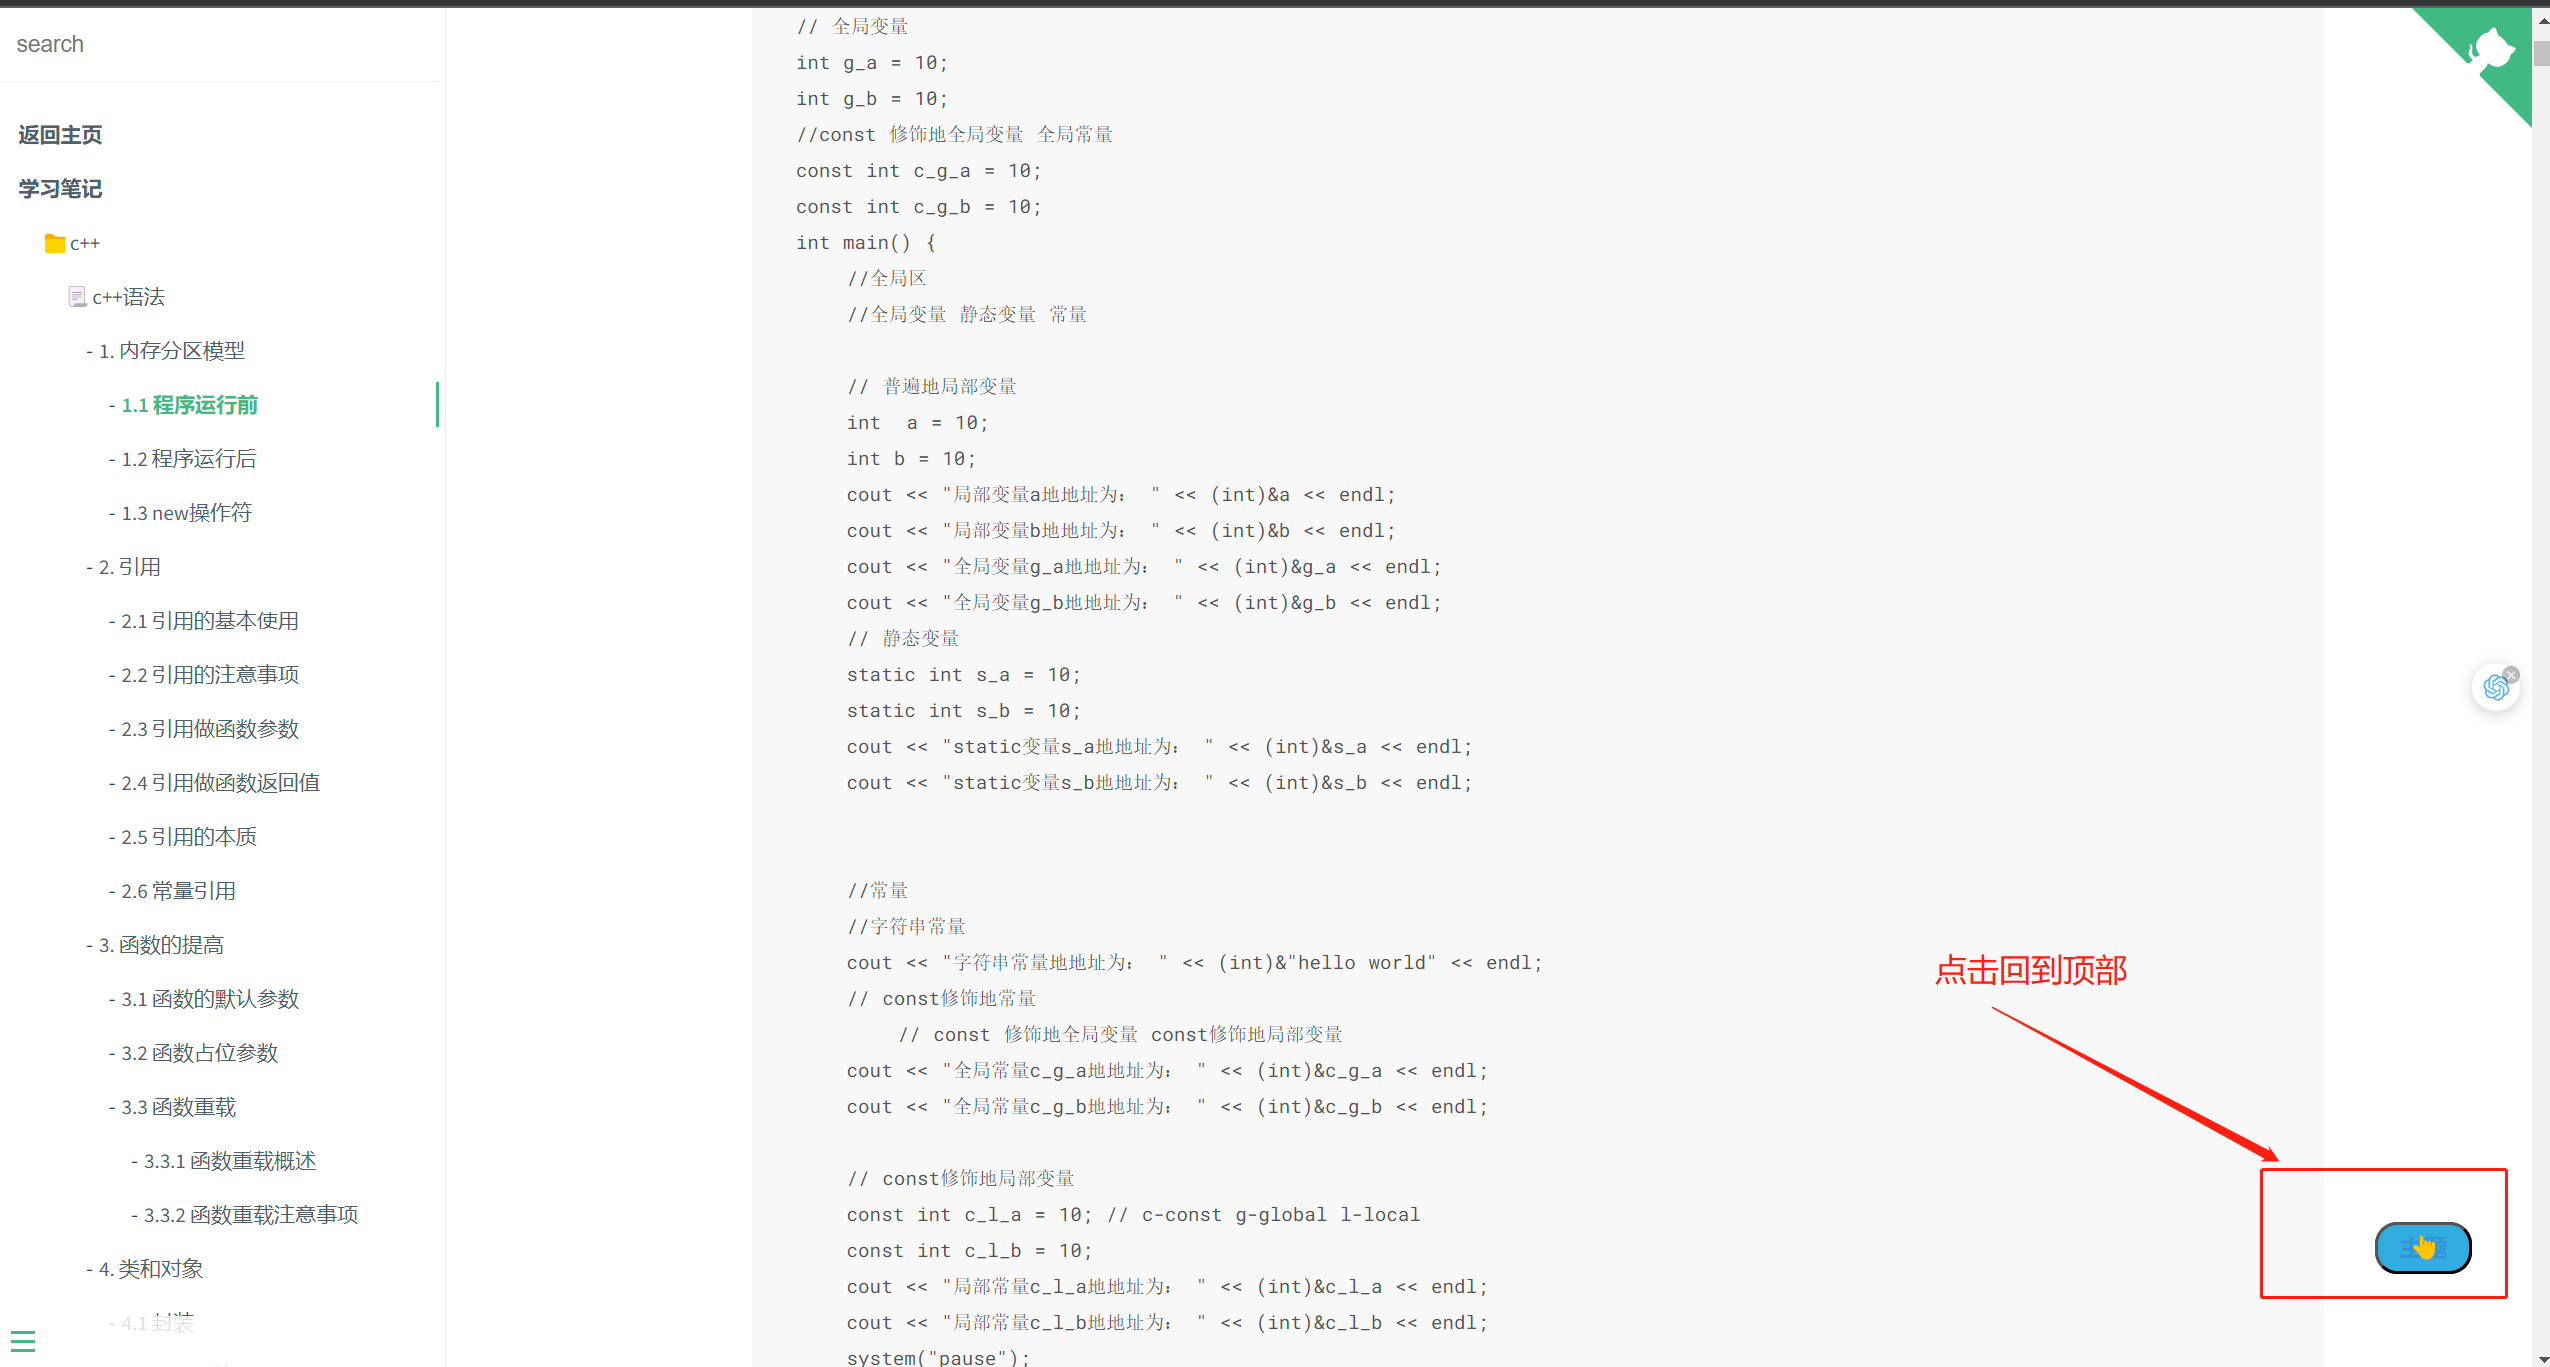 search
返回主页
学习笔记
c++
c++语法
- 1. 内存分区模型
- 1.1 程序运行前
- 1.2 程序运行后
- 1.3 new操作符
- 2. 引用
- 2.1 引用的基本使用
- 2.2 引用的注意事项
- 2.3 引用做函数参数
- 2.4 引用做函数返回值
- 2.5 引用的本质
- 2.6 常量引用
- 3. 函数的提高
- 3.1 函数的默认参数
- 3.2 函数占位参数
- 3.3 函数重载
- 3.3.1 函数重载概述
- 3.3.2 函数重载注意事项
- 4. 类和对象
- 4.1 封装
// 全局变量
int g_a = 10;
int g_b = 10;
//const 修饰地全局变量 全局常量
const int c_g_a = 10;
const int c_g_b = 10;
int main() {
//全局区
//全局变量 静态变量 常量
// 普遍地局部变量
int  a = 10;
int b = 10;
cout << "局部变量a地地址为： " << (int)&a << endl;
cout << "局部变量b地地址为： " << (int)&b << endl;
cout << "全局变量g_a地地址为： " << (int)&g_a << endl;
cout << "全局变量g_b地地址为： " << (int)&g_b << endl;
// 静态变量
static int s_a = 10;
static int s_b = 10;
cout << "static变量s_a地地址为： " << (int)&s_a << endl;
cout << "static变量s_b地地址为： " << (int)&s_b << endl;
//常量
//字符串常量
cout << "字符串常量地地址为： " << (int)&"hello world" << endl;
// const修饰地常量
// const 修饰地全局变量 const修饰地局部变量
cout << "全局常量c_g_a地地址为： " << (int)&c_g_a << endl;
cout << "全局常量c_g_b地地址为： " << (int)&c_g_b << endl;
// const修饰地局部变量
const int c_l_a = 10; // c-const g-global l-local
const int c_l_b = 10;
cout << "局部常量c_l_a地地址为： " << (int)&c_l_a << endl;
cout << "局部常量c_l_b地地址为： " << (int)&c_l_b << endl;
system("pause");
点击回到顶部
主题